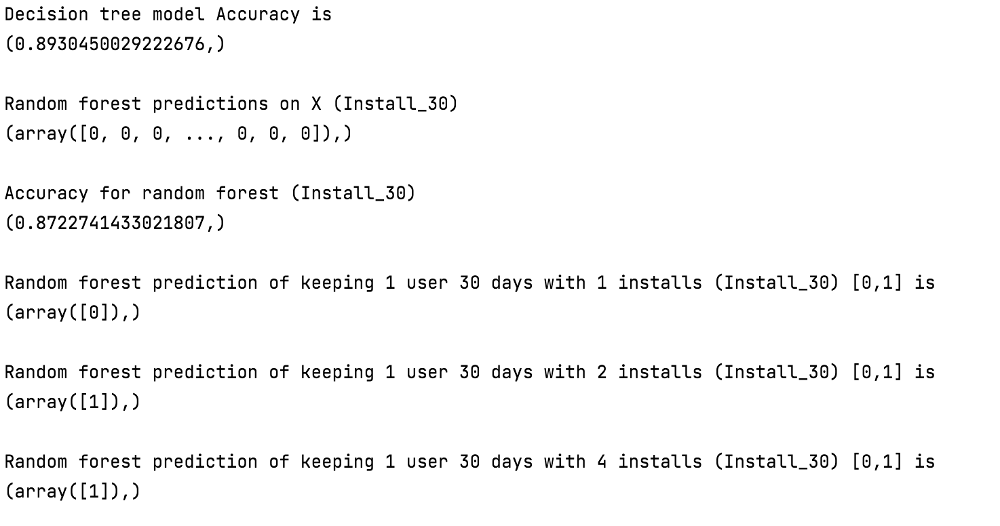 Decision tree model Accuracy is
(0.8930450029222676,)
Random forest predictions on X (Install_30)
(array([0, 0, 0, ..., 0, 0, 0]),)
Accuracy for random forest (Install_30)
(0.8722741433021807,)
Random forest prediction of keeping 1 user 30 days with 1 installs (Install_30) [0,1] is
(array([0]),)
Random forest prediction of keeping 1 user 30 days with 2 installs (Install_30) [0,1] is
(array([1]),)
Random forest prediction of keeping 1 user 30 days with 4 installs (Install_30) [0,1] is
(array([1]),)